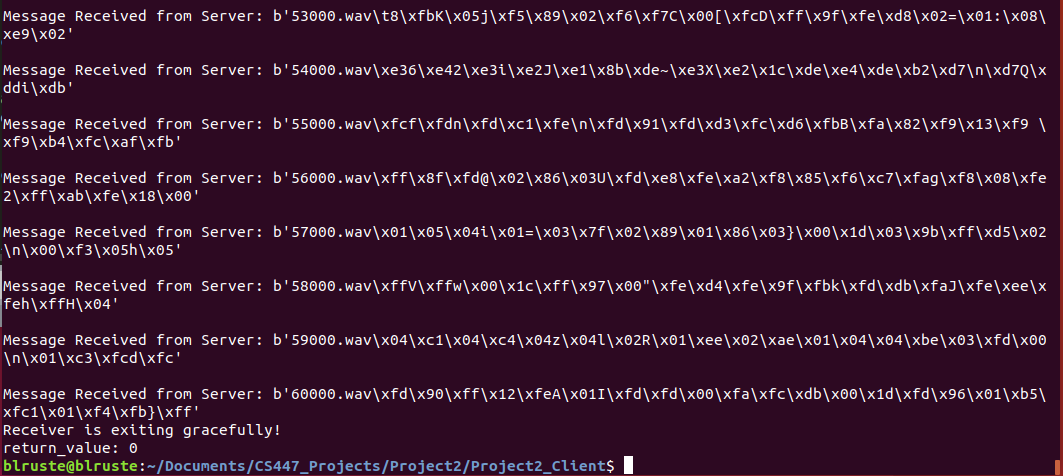 Message Received from Server: b'53000.wav\t8\xfbK\x05j\xf5\x89\x02\xf6\xf7C\x00[\xfcD\xff\x9f\xfe\xd8\x02=\x01:\x08\
xe9\x02'
Message Received from Server: b'54000.wav\xe36\xe42\xe3i\xe2J\xe1\x8b\xde~\xe3X\xe2\x1c\xde\xe4\xde\xb2\xd7\n\xd7Q\x
ddi\xdb'
Message Received from Server: b'55000.wav\xfcf\xfdn\xfd\xc1\xfe\n\xfd\x91\xfd\xd3\xfc\xd6\xfbB\xfa\x82\xf9\x13\xf9 \
xf9\xb4\xfc\xaf\xfb'
Message Received from Server: b'56000.wav\xff\x8f\xfd@\x02\x86\x03U\xfd\xe8\xfe\xa2\xf8\x85\xf6\xc7\xfag\xf8\x08\xfe
2\xff\xab\xfe\x18\x00'
Message Received from Server: b'57000.wav\x01\x05\x04i\x01=\x03\x7f\x02\x89\x01\x86\x03}\x00\x1d\x03\x9b\xff\xd5\x02
\n\x00\xf3\x05h\x05'
Message Received from Server: b'58000.wav\xffV\xffw\x00\x1c\xff\x97\x00"\xfe\xd4\xfe\x9f\xfbk\xfd\xdb\xfaJ\xfe\xee\x
feh\xffH\x04'
Message Received from Server: b'59000.wav\x04\xc1\x04\xc4\x04z\x04l\x02R\x01\xee\x02\xae\x01\x04\x04\xbe\x03\xfd\x00
\n\x01\xc3\xfcd\xfc'
Message Received from Server: b'60000.wav\xfd\x90\xff\x12\xfeA\x01I\xfd\xfd\x00\xfa\xfc\xdb\x00\x1d\xfd\x96\x01\xb5\
xfc1\x01\xf4\xfb}\xff'
Receiver is exiting gracefully!
return_value: 0
blruste@blruste:~/Documents/CS447_Projects/Project2/Project2_Client$